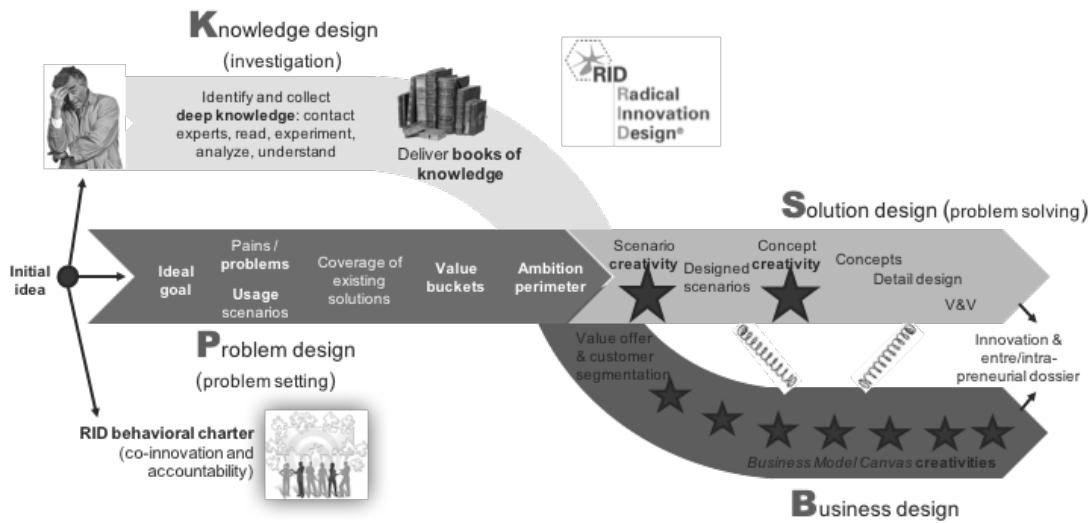 Knowledge design
(investigation)
Identify and collect
deep knowledge: contact
experts, read, experiment,
analyze, understand
Deliver books of
knowledge
RID
Radical
Innovation
Design®
Solution design (problem solving)
Initial
idea
Ideal
goal
Pains /
problems
Usage
scenarios
Coverage of
existing
solutions
Value
buckets
Ambition
perimeter
Scenario
creativity
Designed
scenarios
Concept
creativity
Concepts
Detail design
V&V
Problem design
(problem setting)
Value offer
& customer
segmentation
Innovation &
entre/intra-
preneurial dossier
RID behavioral charter
(co-innovation and
accountability)
Business Model Canvas creativities
Business design